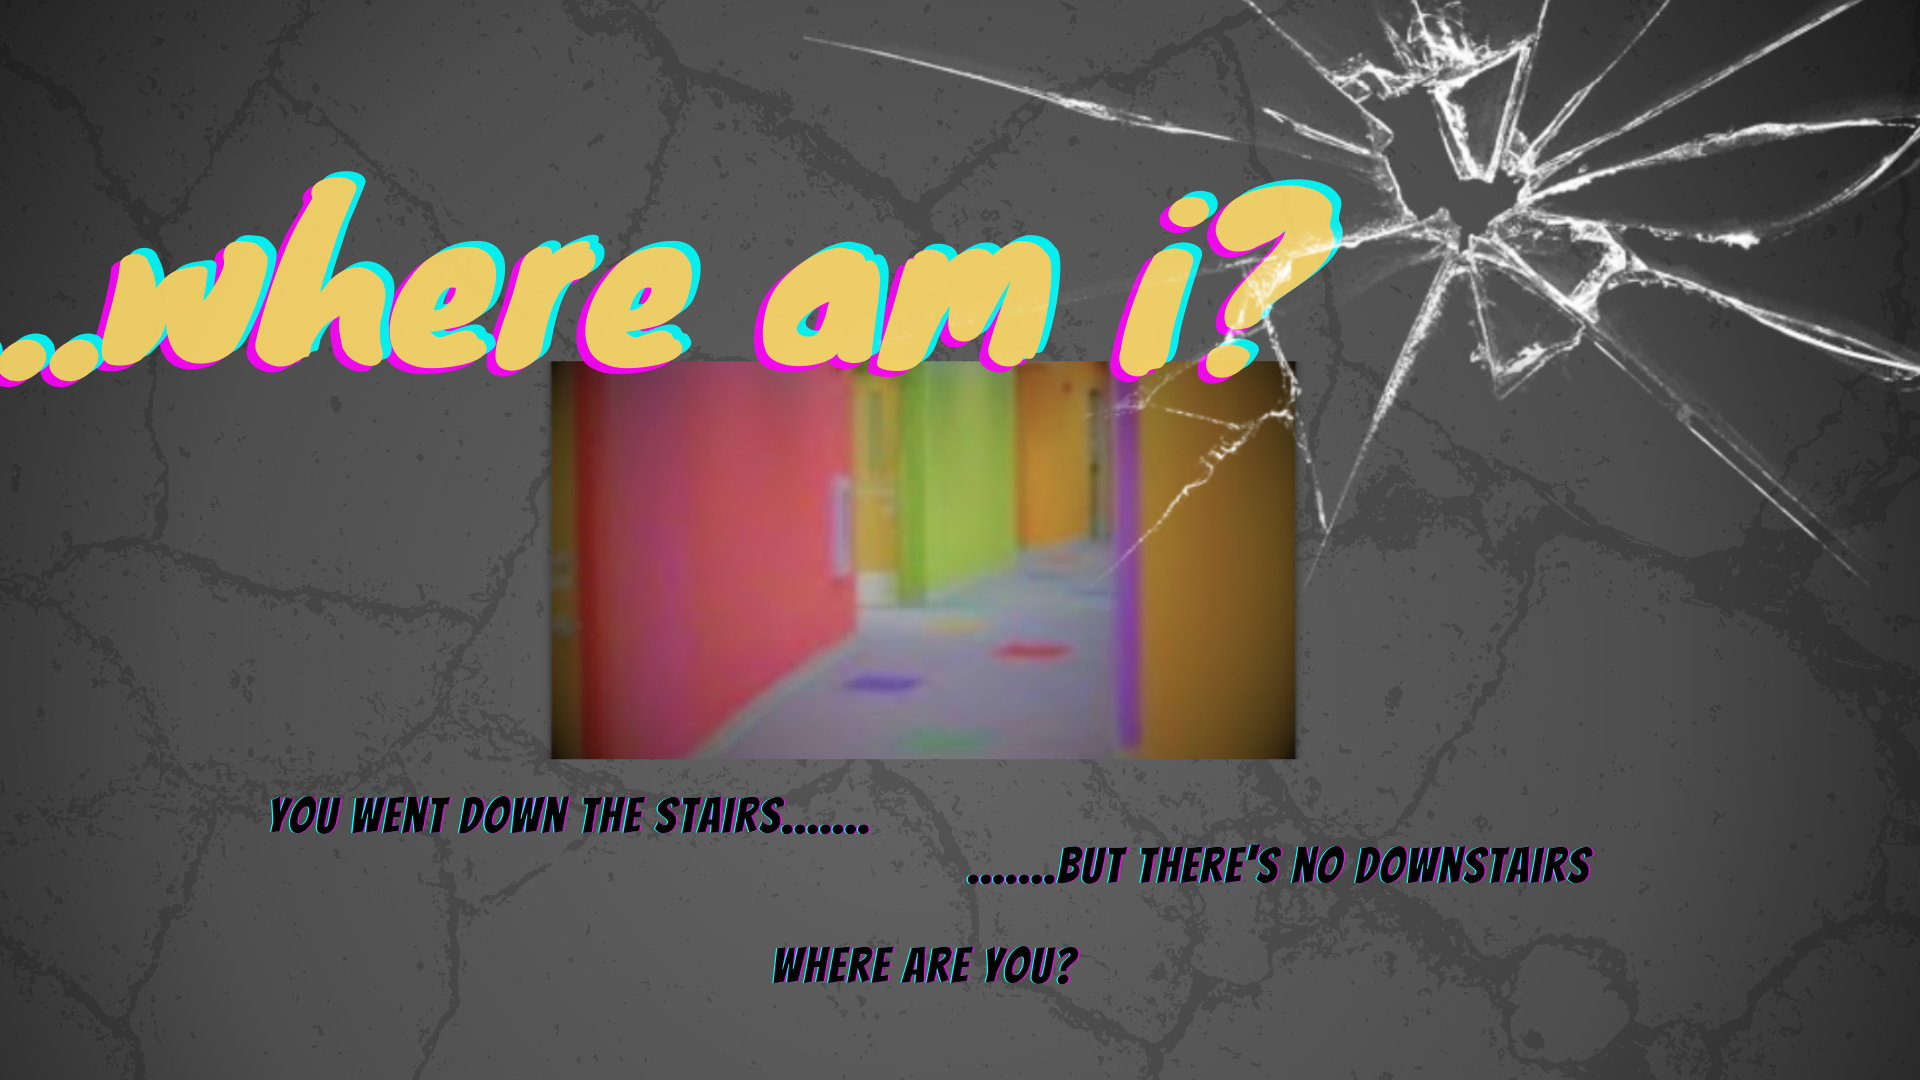 ..where am i?
YOU WENT DOWN THE STAIRS.......
.......BUT THERE'S NO DOWNSTAIRS
WHERE ARE YOU?